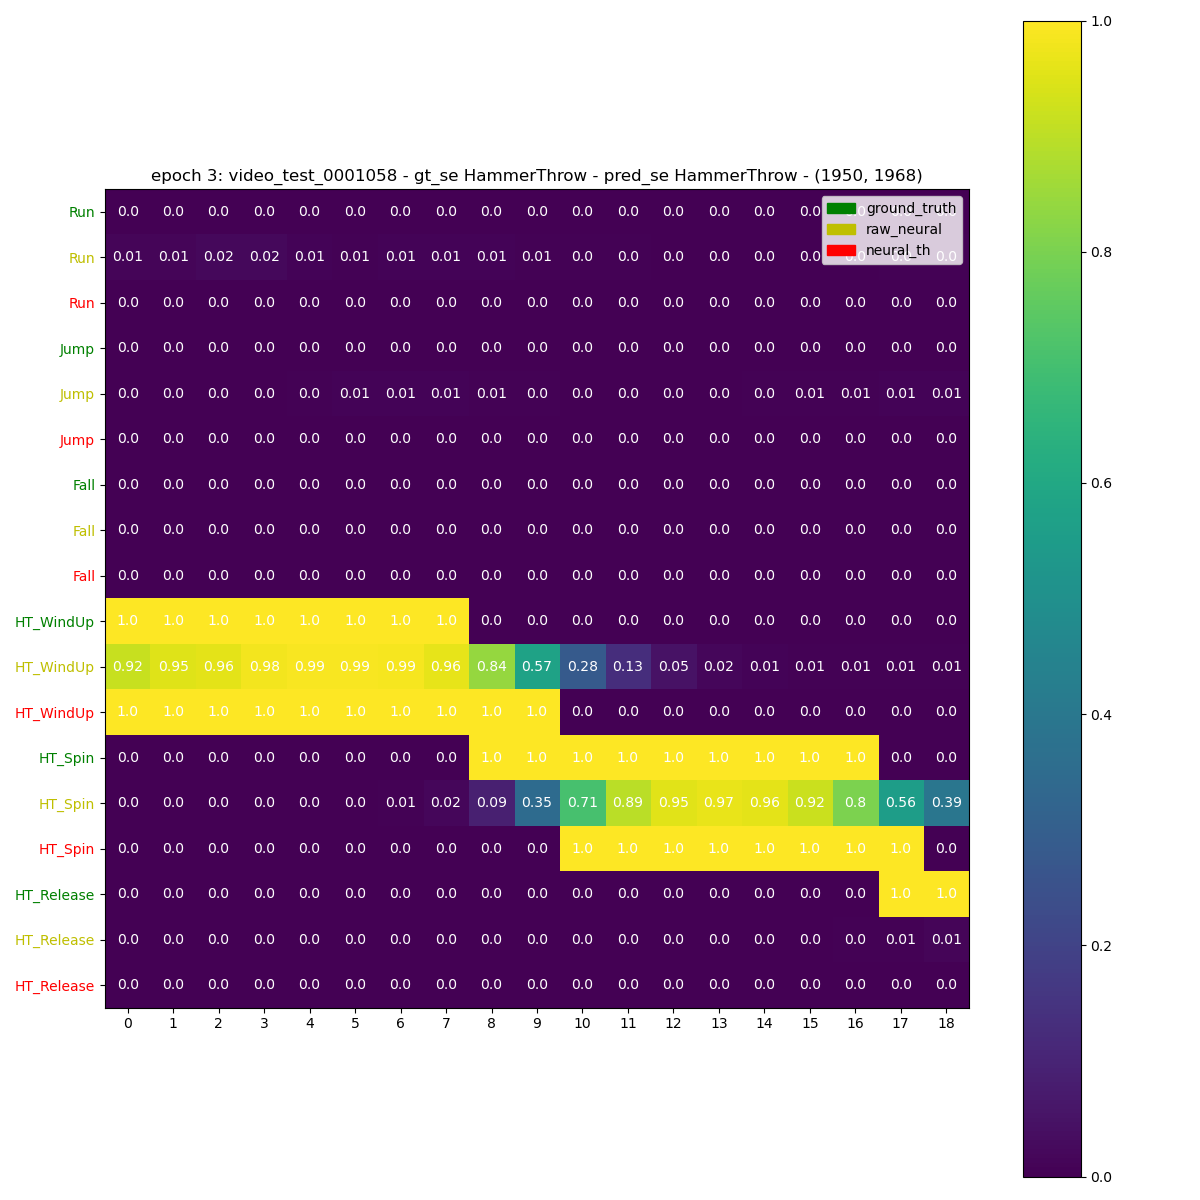 epoch 3: video_test_0001058 - gt_se HammerThrow - pred_se HammerThrow - (1950, 1968)
Run 0.0 0.0 0.0 0.0 0.0 0.0 0.0 0.0 0.0 0.0 0.0 0.0 0.0 0.0 0.0
ground_truth
raw_neural
neural_th
Run 0.01 0.01 0.02 0.02 0.01 0.01 0.01 0.01 0.01 0.01 0.0 0.0 0.0 0.0 0.0
Run 0.0 0.0 0.0 0.0 0.0 0.0 0.0 0.0 0.0 0.0 0.0 0.0 0.0 0.0 0.0 0.0 0.0 0.0 0.0
Jump 0.0 0.0 0.0 0.0 0.0 0.0 0.0 0.0 0.0 0.0 0.0 0.0 0.0 0.0 0.0 0.0 0.0 0.0 0.0
Jump 0.0 0.0 0.0 0.0 0.0 0.01 0.01 0.01 0.01 0.0 0.0 0.0 0.0 0.0 0.0 0.01 0.01 0.01 0.01
Jump 0.0 0.0 0.0 0.0 0.0 0.0 0.0 0.0 0.0 0.0 0.0 0.0 0.0 0.0 0.0 0.0 0.0 0.0 0.0
Fall 0.0 0.0 0.0 0.0 0.0 0.0 0.0 0.0 0.0 0.0 0.0 0.0 0.0 0.0 0.0 0.0 0.0 0.0 0.0
Fall 0.0 0.0 0.0 0.0 0.0 0.0 0.0 0.0 0.0 0.0 0.0 0.0 0.0 0.0 0.0 0.0 0.0 0.0 0.0
Fall 0.0 0.0 0.0 0.0 0.0 0.0 0.0 0.0 0.0 0.0 0.0 0.0 0.0 0.0 0.0 0.0 0.0 0.0 0.0
HT_WindUp 1.0 1.0 1.0 1.0 1.0 1.0 1.0 1.0 0.0 0.0 0.0 0.0 0.0 0.0 0.0 0.0 0.0 0.0 0.0
HT_WindUp 0.92 0.95 0.96 0.98 0.99 0.99 0.99 0.96 0.84 0.57 0.28 0.13 0.05 0.02 0.01 0.01 0.01 0.01 0.01
HT_WindUp 1.0 1.0 1.0 1.0 1.0 1.0 1.0 1.0 1.0 1.0 0.0 0.0 0.0 0.0 0.0 0.0 0.0 0.0 0.0
HT_Spin 0.0 0.0 0.0 0.0 0.0 0.0 0.0 0.0 1.0 1.0 1.0 1.0 1.0 1.0 1.0 1.0 1.0 0.0 0.0
HT_Spin 0.0 0.0 0.0 0.0 0.0 0.0 0.01 0.02 0.09 0.35 0.71 0.89 0.95 0.97 0.96 0.92 0.8 0.56 0.39
HT_Spin 0.0 0.0 0.0 0.0 0.0 0.0 0.0 0.0 0.0 0.0 1.0 1.0 1.0 1.0 1.0 1.0 1.0 1.0 0.0
HT_Release 0.0 0.0 0.0 0.0 0.0 0.0 0.0 0.0 0.0 0.0 0.0 0.0 0.0 0.0 0.0 0.0 0.0 1.0 1.0
HT_Release 0.0 0.0 0.0 0.0 0.0 0.0 0.0 0.0 0.0 0.0 0.0 0.0 0.0 0.0 0.0 0.0 0.0 0.01 0.01
HT_Release 0.0 0.0 0.0 0.0 0.0 0.0 0.0 0.0 0.0 0.0 0.0 0.0 0.0 0.0 0.0 0.0 0.0 0.0 0.0
0 1 2 3 4 5 6 7 8 9 10 11 12 13 14 15 16 17 18
1.0
0.8
0.6
0.4
0.2
0.0